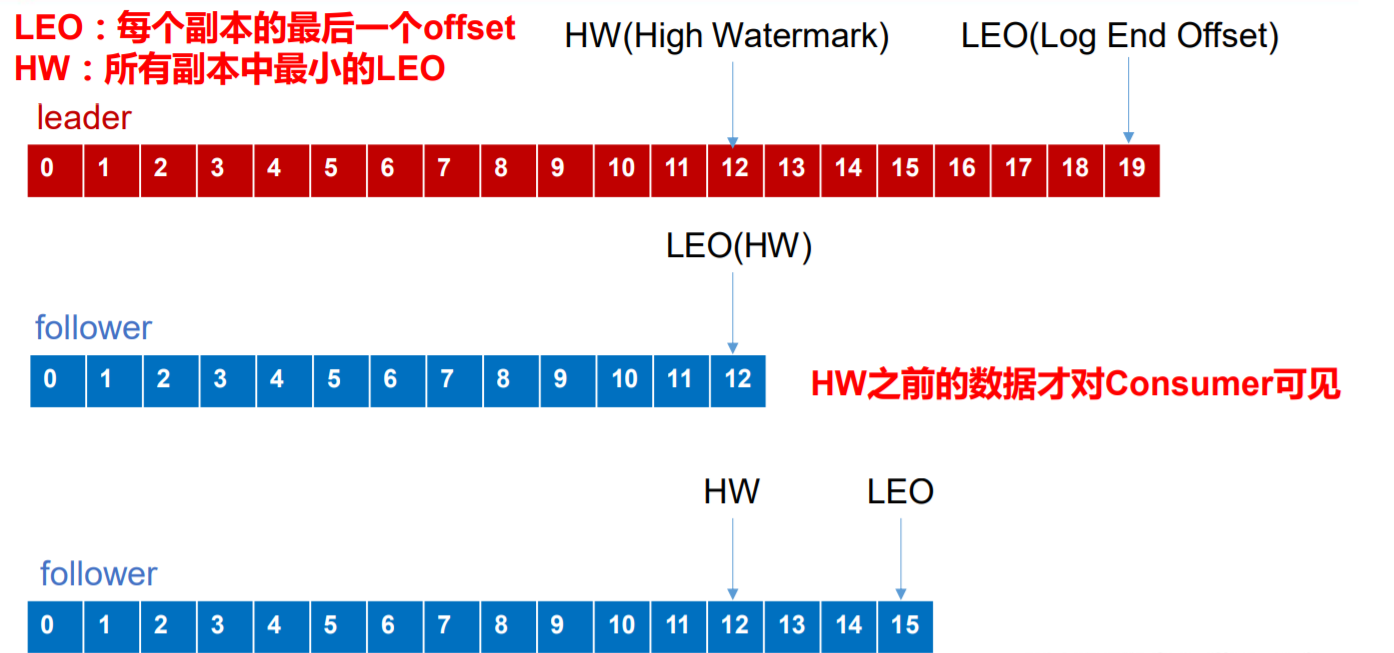 LEO：每个副本的最后一个offset
HW：所有副本中最小的LEO
HW(High Watermark)
LEO(Log End Offset)
leader
0 1 2 3 4 5 6 7 8 9 10 11 12 13 14 15 16 17 18 19
LEO(HW)
follower
0 1 2 3 4 5 6 7 8 9 10 11 12
HW之前的数据才对Consumer可见
HW
LEO
follower
0 1 2 3 4 5 6 7 8 9 10 11 12 13 14 15